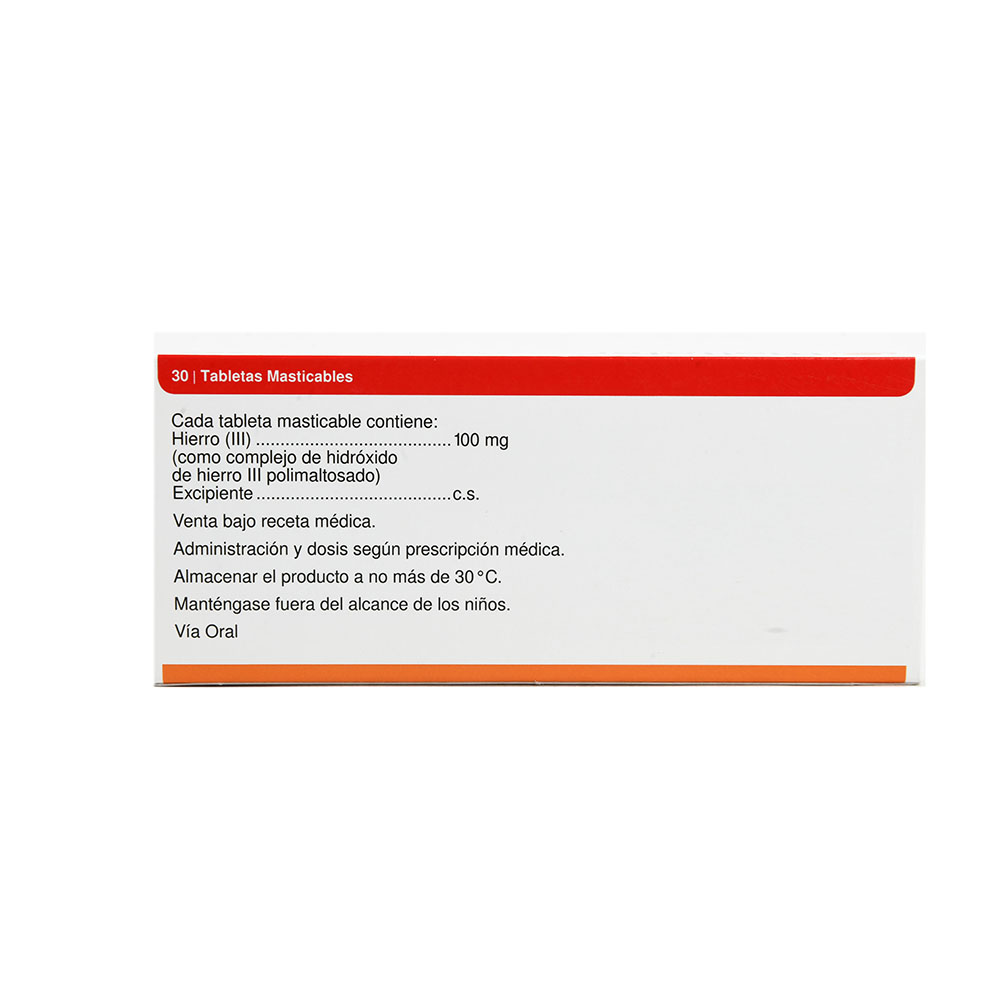 30 | Tabletas Masticables
Cada tableta masticable contiene:
Hierro (III) ....................................... 100 mg
(como complejo de hidróxido
de hierro III polimaltosado)
Excipiente ....................................... c.s.
Venta bajo receta médica.
Administración y dosis según prescripción médica.
Almacenar el producto a no más de 30°C.
Manténgase fuera del alcance de los niños.
Vía Oral